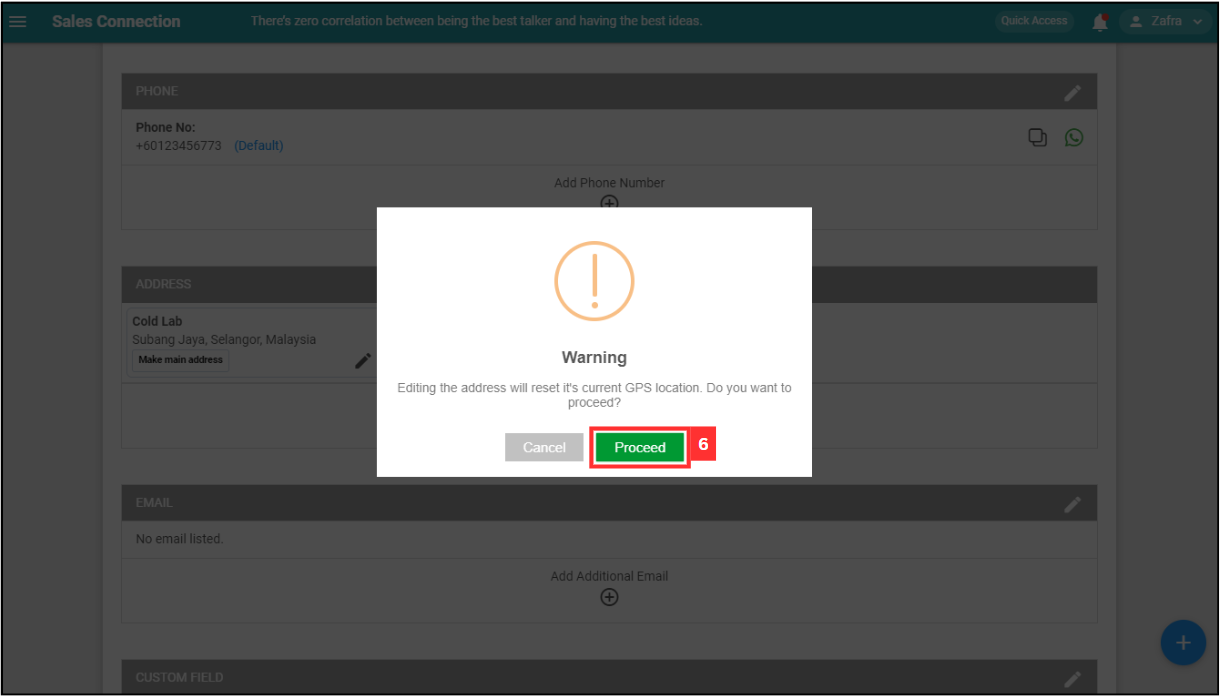 Sales Connection There's zero correlation between being the best talker and having the best ideas. Quick Access Zafra
PHONE
Phone No:
+60123456773 (Default)
Add Phone Number
ADDRESS
Cold Lab
Subang Jaya, Selangor, Malaysia
Make main address
Warning
Editing the address will reset it's current GPS location. Do you want to
proceed?
Cancel Proceed 6
EMAIL
No email listed.
Add Additional Email
CUSTOM FIELD